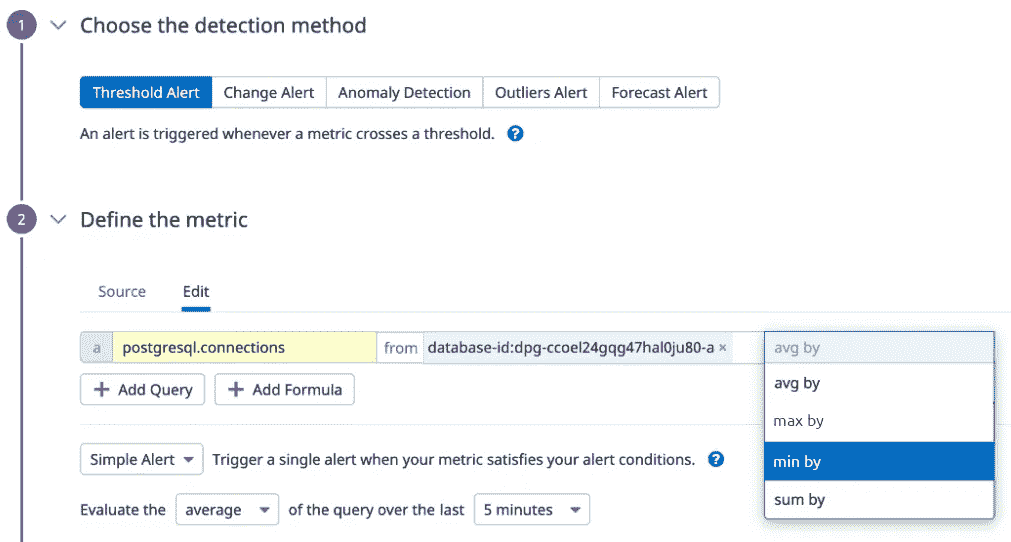 1 Choose the detection method
Threshold Alert Change Alert Anomaly Detection Outliers Alert Forecast Alert
An alert is triggered whenever a metric crosses a threshold. ?
2 Define the metric
Source Edit
a postgresql.connections from database-id:dpg-ccoel24gqg47hal0ju80-a × avg by
+ Add Query + Add Formula
avg by
max by
min by
sum by
Simple Alert Trigger a single alert when your metric satisfies your alert conditions. ?
Evaluate the average of the query over the last 5 minutes